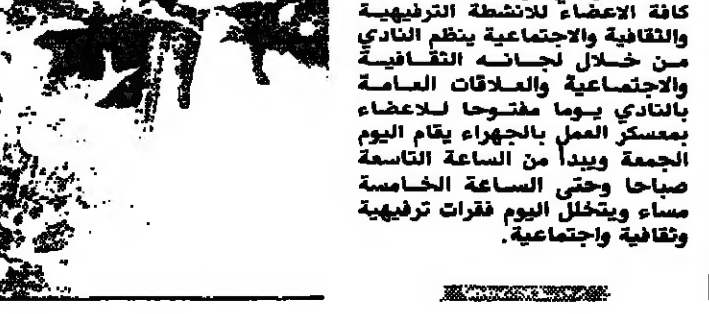 كافة الاعضاء للانشطة الترفيهية
والثقافية والاجتماعية ينظم النادي
من خلال لجانه الثقافية
والاجتماعية والعلاقات العامة
بالنادي يوما مفتوحا للاعضاء
بمعسكر العمل بالجهراء يقام اليوم
الجمعة ويبدأ من الساعة التاسعة
صباحا وحتى الساعة الخامسة
مساء ويتخلل اليوم فقرات ترفيهية
وثقافية واجتماعية.